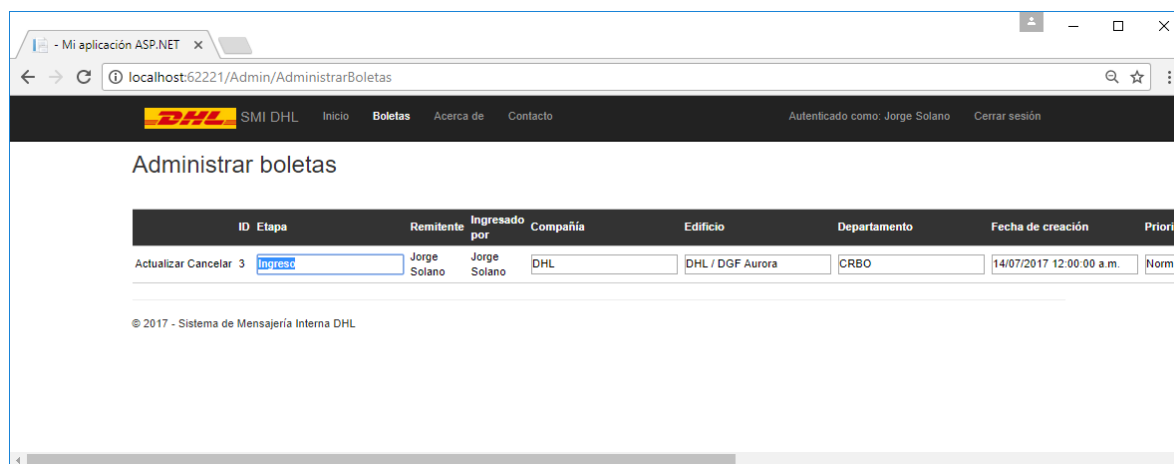 - Mi aplicación ASP.NET
localhost:62221/Admin/AdministrarBoletas
DHL SMI DHL Inicio Boletas Acerca de Contacto Autenticado como: Jorge Solano Cerrar sesión
Administrar boletas
ID Etapa Remitente Ingresado por Compañía Edificio Departamento Fecha de creación Priori
Actualizar Cancelar 3 Ingreso Jorge Solano Jorge Solano DHL DHL / DGF Aurora CRBO 14/07/2017 12:00:00 a.m. Norm
© 2017 - Sistema de Mensajería Interna DHL